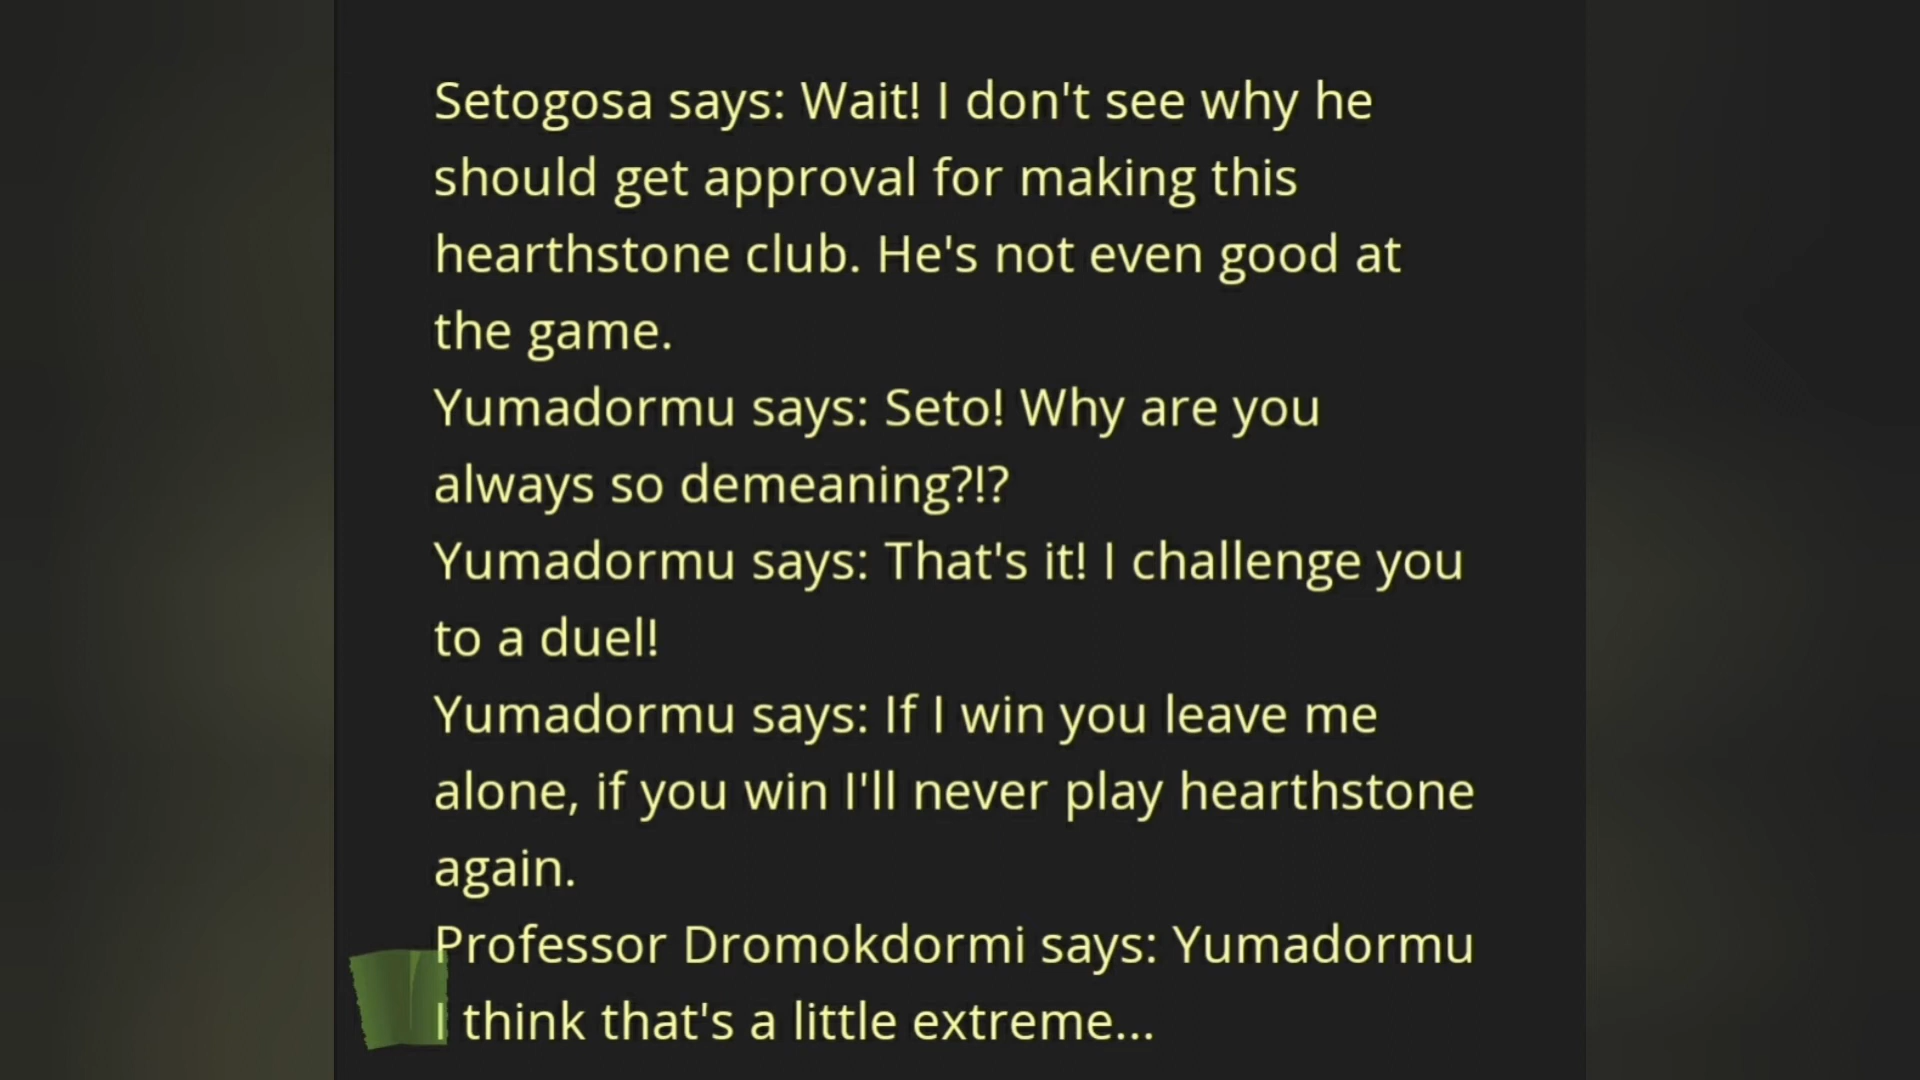 Setogosa says: Wait! I don't see why he
should get approval for making this
hearthstone club. He's not even good at
the game.
Yumadormu says: Seto! Why are you
always so demeaning?!?
Yumadormu says: That's it! I challenge you
to a duel!
Yumadormu says: If I win you leave me
alone, if you win I'll never play hearthstone
again.
Professor Dromokdormi says: Yumadormu
I think that's a little extreme...